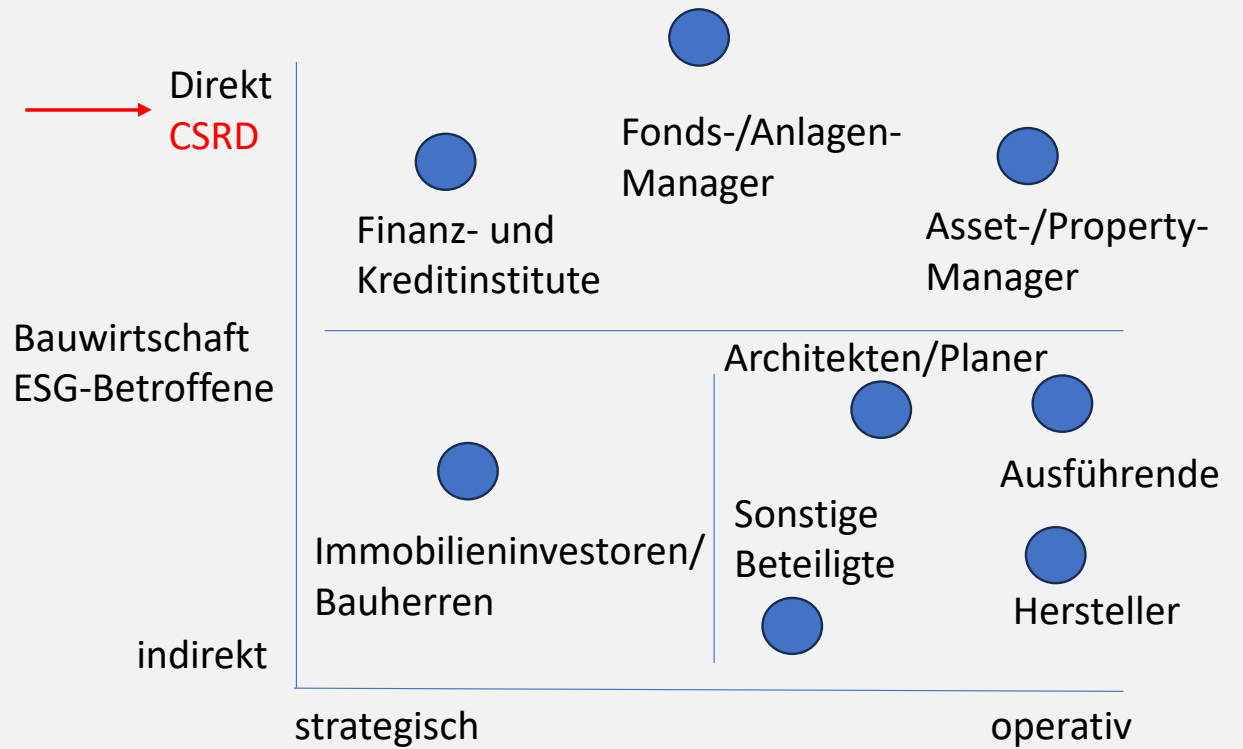 Direkt
CSRD
Fonds-/Anlagen-
Manager
Finanz- und
Kreditinstitute
Asset-/Property-
Manager
Bauwirtschaft
ESG-Betroffene
Architekten/Planer
Ausführende
Sonstige
Beteiligte
Immobilieninvestoren/
Bauherren
Hersteller
indirekt
strategisch
operativ